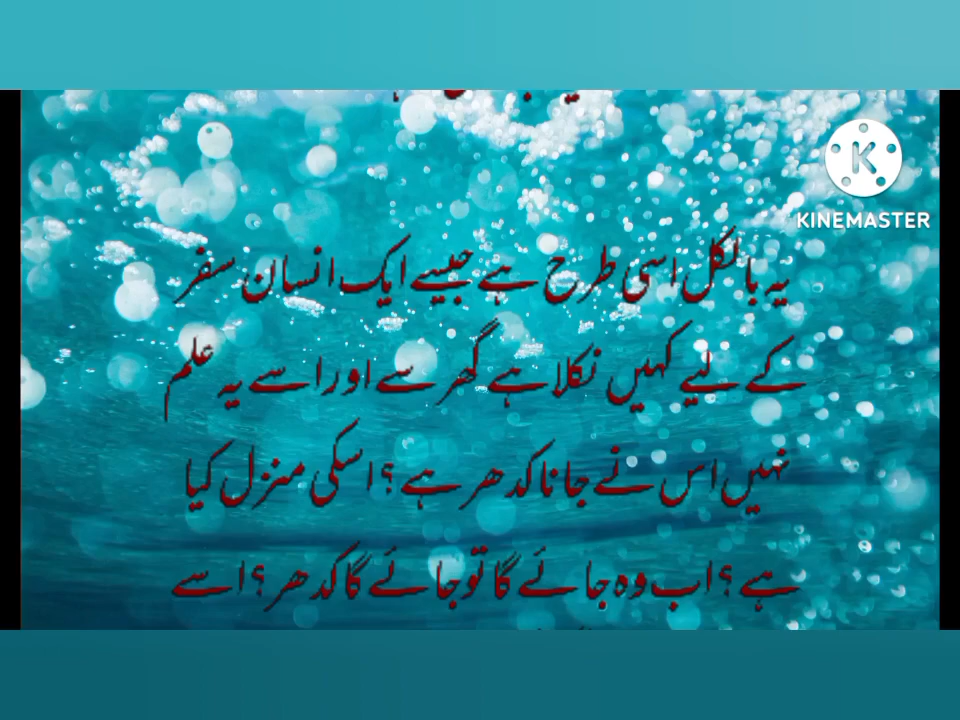 KINEMASTER
یہ بالکل اسی طرح ہے جیسے ایک انسان سفر
کے لیے کہیں نکلا ہے گھر سے اور اسے یہ علم
نہیں اس نے جانا کدھر ہے ؟ اسکی منزل کیا
ہے ؟ اب وہ جائے گا تو جائے گا کدھر ؟ اسے